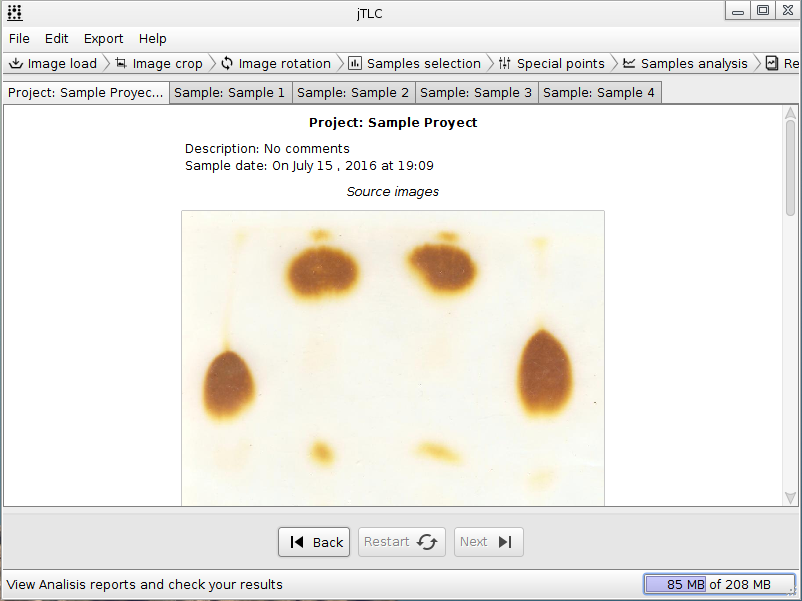 jTLC
File Edit Export Help
Image load Image crop Image rotation Samples selection Special points Samples analysis Re
Project: Sample Proyec... Sample: Sample 1 Sample: Sample 2 Sample: Sample 3 Sample: Sample 4
Project: Sample Proyect
Description: No comments
Sample date: On July 15 , 2016 at 19:09
Source images
Back Restart Next
View Analisis reports and check your results
85 MB of 208 MB